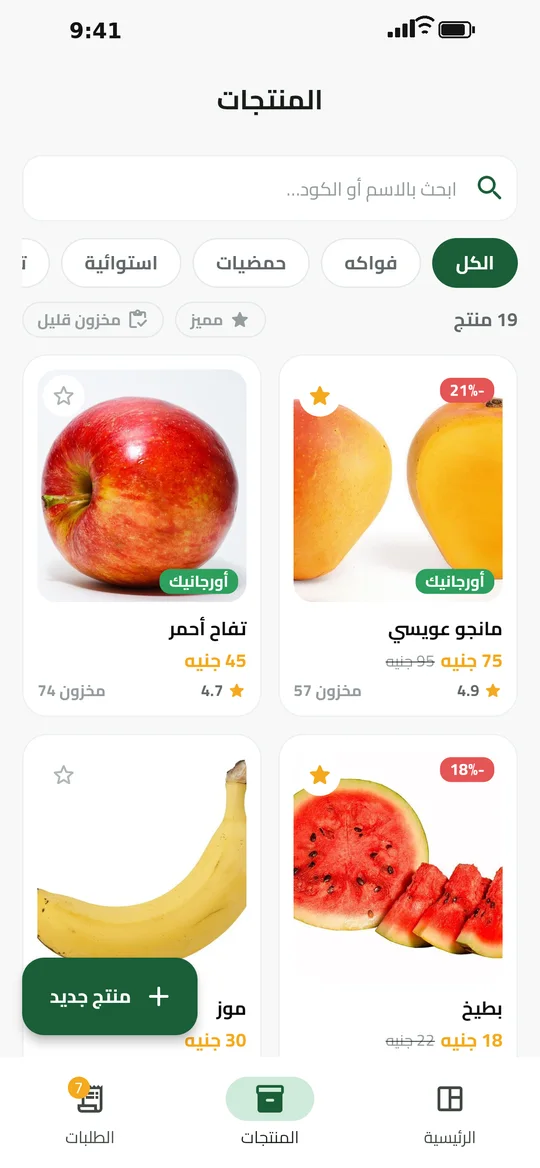 9:41
المنتجات
ابحث بالاسم أو الكود...
الكل
فواكه
حمضيات
استوائية
19 منتج
مميز
مخزون قليل
-21%
أورجانيك
مانجو عويسي
75 جنيه 95 جنيه
4.9 مخزون 57
أورجانيك
تفاح أحمر
45 جنيه
4.7 مخزون 74
-18%
بطيخ
18 جنيه 22 جنيه
موز
30 جنيه
منتج جديد
الرئيسية
المنتجات
7
الطلبات